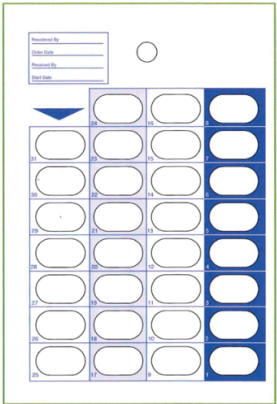 Reordered By
Order Date
Received By
Start Date
24 16 8
31 23 15 7
30 22 14 6
29 21 13 5
28 20 12 4
27 19 11 3
26 18 10 2
25 17 9 1